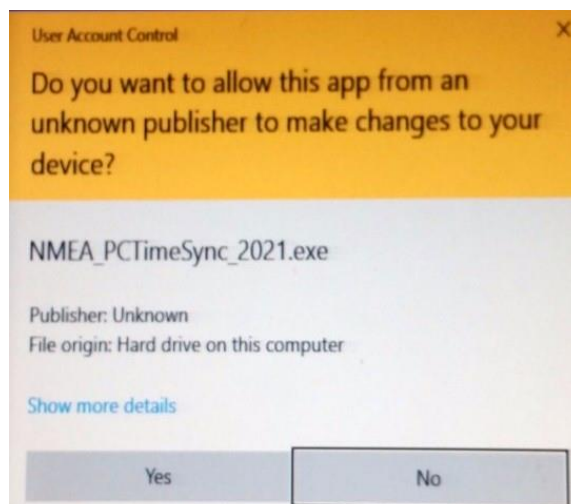 User Account Control
Do you want to allow this app from an
unknown publisher to make changes to your
device?
NMEA_PCTimeSync_2021.exe
Publisher: Unknown
File origin: Hard drive on this computer
Show more details
Yes
No